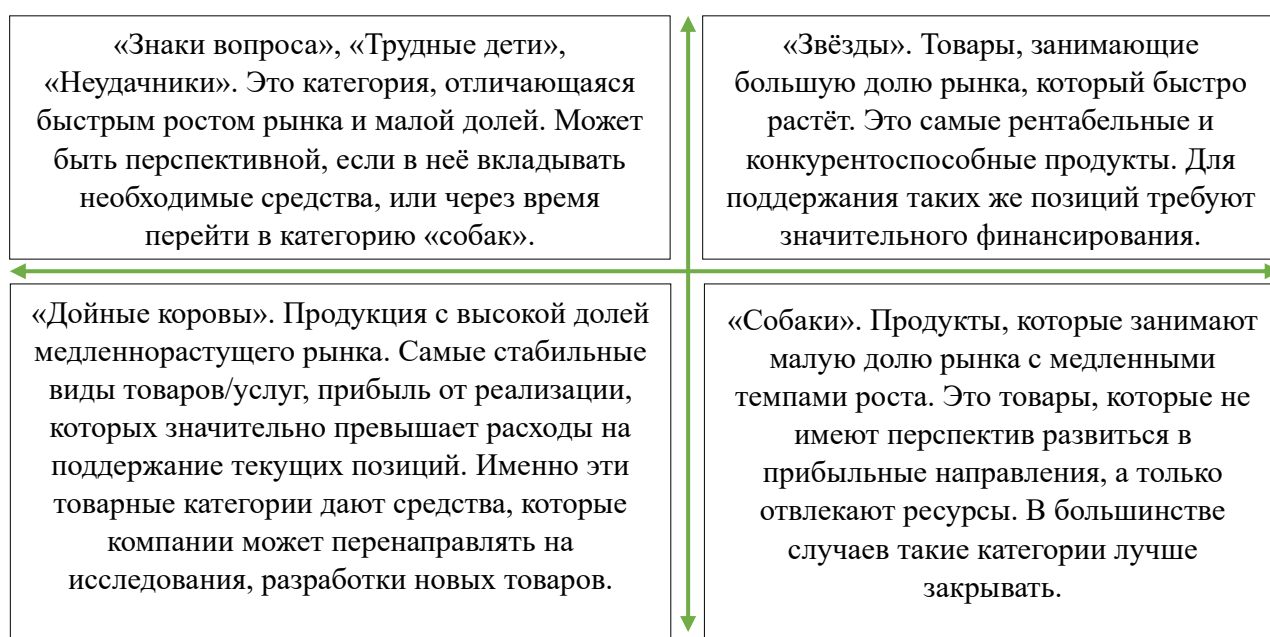 «Знаки вопроса», «Трудные дети»,
«Неудачники». Это категория, отличающаяся
быстрым ростом рынка и малой долей. Может
быть перспективной, если в неё вкладывать
необходимые средства, или через время
перейти в категорию «собак».
«Звёзды». Товары, занимающие
большую долю рынка, который быстро
растёт. Это самые рентабельные и
конкурентоспособные продукты. Для
поддержания таких же позиций требуют
значительного финансирования.
«Дойные коровы». Продукция с высокой долей
медленнорастущего рынка. Самые стабильные
виды товаров/услуг, прибыль от реализации,
которых значительно превышает расходы на
поддержание текущих позиций. Именно эти
товарные категории дают средства, которые
компании может перенаправлять на
исследования, разработки новых товаров.
«Собаки». Продукты, которые занимают
малую долю рынка с медленными
темпами роста. Это товары, которые не
имеют перспектив развиться в
прибыльные направления, а только
отвлекают ресурсы. В большинстве
случаев такие категории лучше
закрывать.